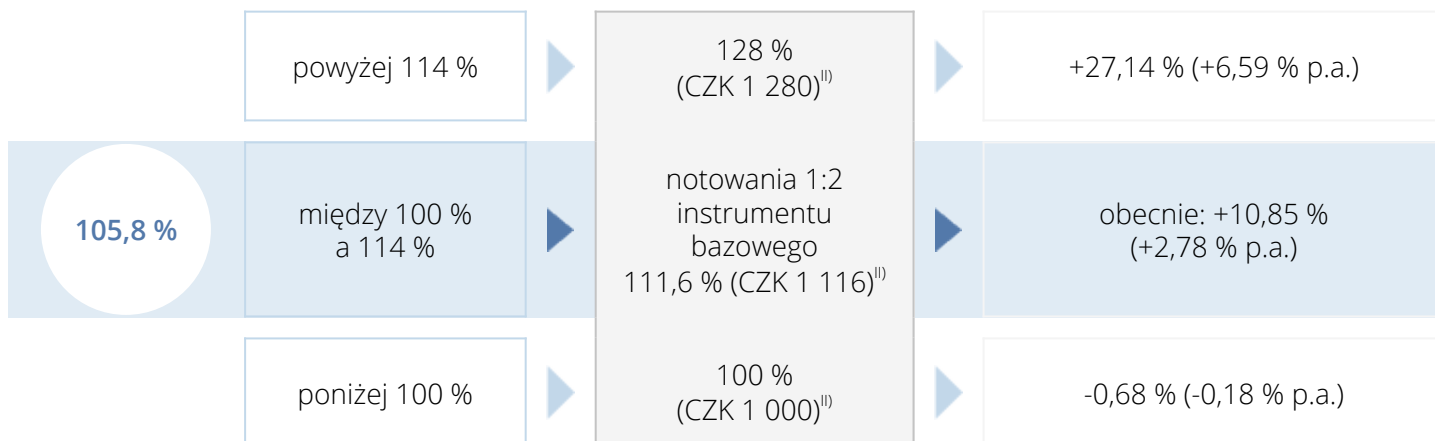 powyżej 114 %
128 %
(CZK 1 280)II)
+27,14 % (+6,59 % p.a.)
105,8 %
między 100 %
a 114 %
notowania 1:2
instrumentu
bazowego
111,6 % (CZK 1 116)II)
obecnie: +10,85 %
(+2,78 % p.a.)
poniżej 100 %
100 %
(CZK 1 000)II)
-0,68 % (-0,18 % p.a.)